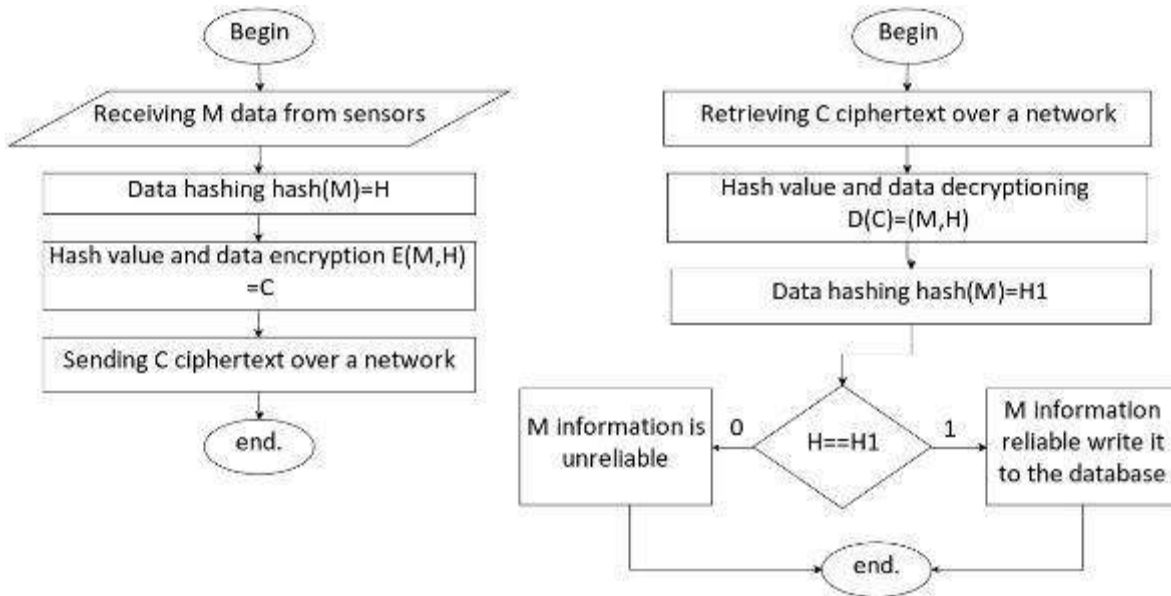 Begin
Receiving M data from sensors
Data hashing hash(M)=H
Hash value and data encryption E(M,H)
=C
Sending C ciphertext over a network
end.
Begin
Retrieving C ciphertext over a network
Hash value and data decryptioning
D(C)=(M,H)
Data hashing hash(M)=H1
H==H1
0
1
M information is
unreliable
M information
reliable write it
to the database
end.